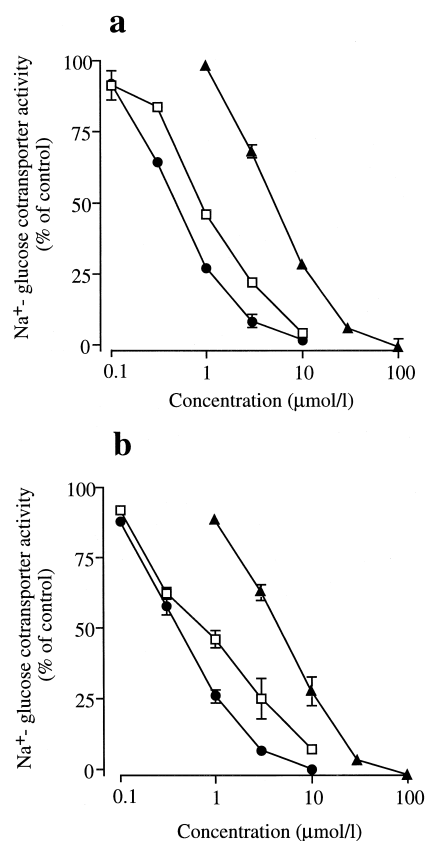 a
Na+- glucose cotransporter activity
(% of control)
100
75
50
25
0
0.1 1 10 100
Concentration (μmol/l)
b
Na+- glucose cotransporter activity
(% of control)
100
75
50
25
0
0.1 1 10 100
Concentration (μmol/l)